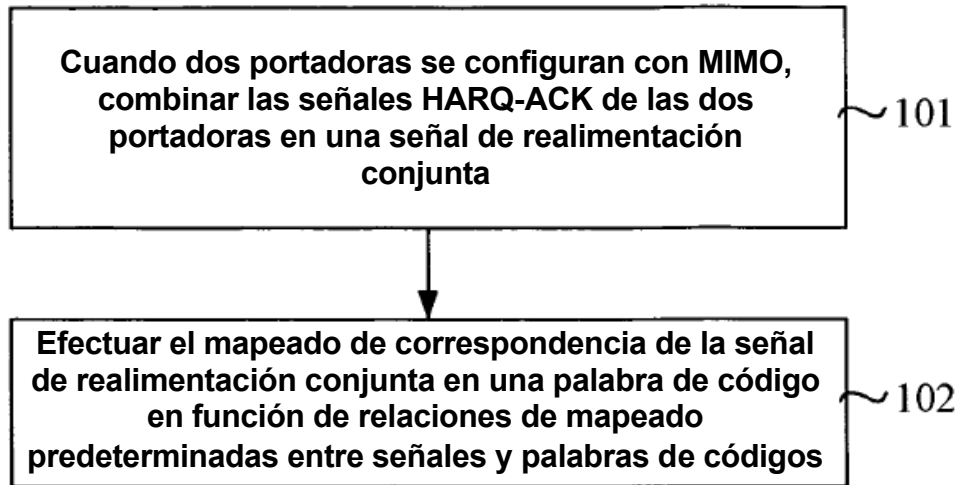 Cuando dos portadoras se configuran con MIMO,
combinar las señales HARQ-ACK de las dos
portadoras en una señal de realimentación
conjunta
101
Efectuar el mapeado de correspondencia de la señal
de realimentación conjunta en una palabra de código
en función de relaciones de mapeado
predeterminadas entre señales y palabras de códigos
102